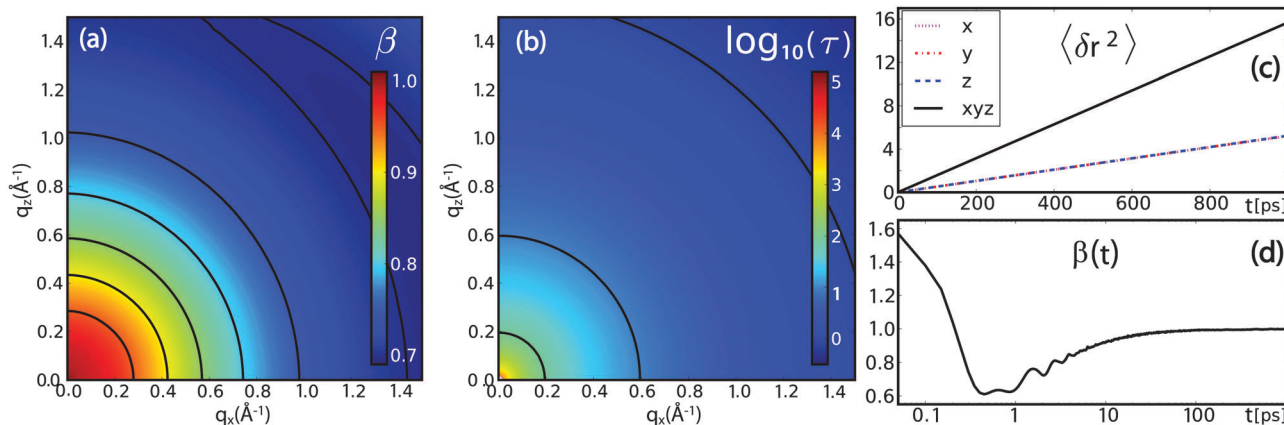 (a)
β
1.4
1.2
1.0
0.8
0.6
0.4
0.2
0.0
q_z(Å⁻¹)
0.0 0.2 0.4 0.6 0.8 1.0 1.2 1.4
q_x(Å⁻¹)
1.0
0.9
0.8
0.7
(b)
log₁₀(τ)
1.4
1.2
1.0
0.8
0.6
0.4
0.2
0.0
q_z(Å⁻¹)
0.0 0.2 0.4 0.6 0.8 1.0 1.2 1.4
q_x(Å⁻¹)
5
4
3
2
1
0
16
12
8
4
0
x
y
z
xyz
⟨δr²⟩
(c)
0 200 400 600 800 t[ps]
1.6
1.4
1.2
1.0
0.8
0.6
β(t)
(d)
0.1 1 10 100 t[ps]